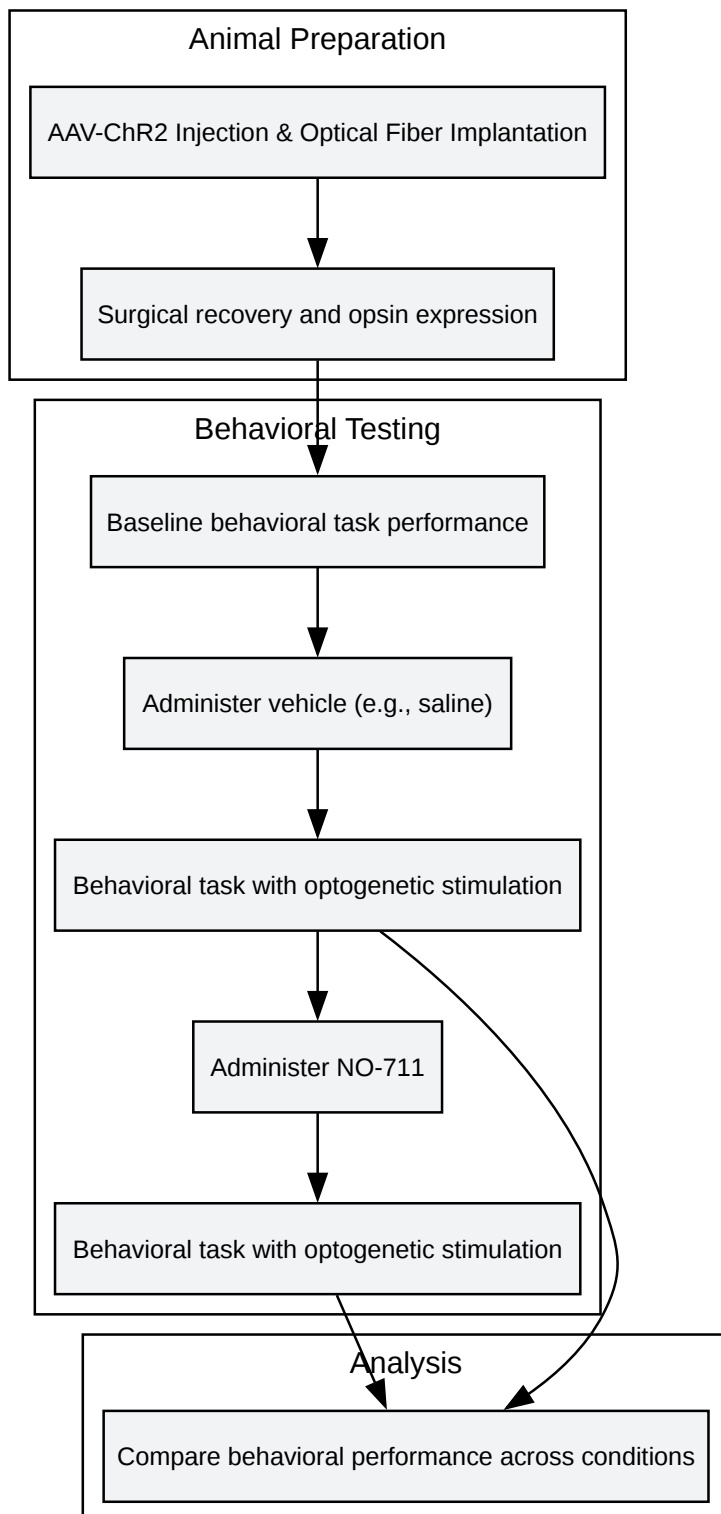 Animal Preparation
AAV-ChR2 Injection & Optical Fiber Implantation
Surgical recovery and opsin expression
Behavioral Testing
Baseline behavioral task performance
Administer vehicle (e.g., saline)
Behavioral task with optogenetic stimulation
Administer NO-711
Behavioral task with optogenetic stimulation
Analysis
Compare behavioral performance across conditions